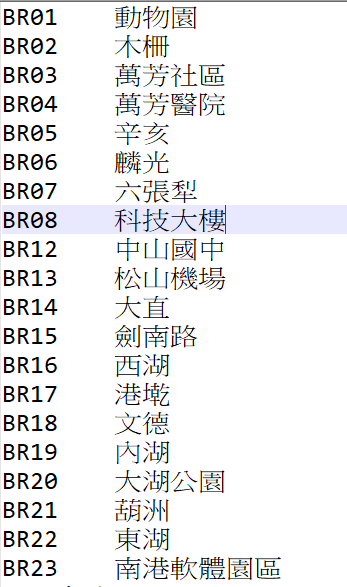 BR01 動物園
BR02 木柵
BR03 萬芳社區
BR04 萬芳醫院
BR05 辛亥
BR06 麟光
BR07 六張犁
BR08 科技大樓
BR12 中山國中
BR13 松山機場
BR14 大直
BR15 劍南路
BR16 西湖
BR17 港墘
BR18 文德
BR19 內湖
BR20 大湖公園
BR21 葫洲
BR22 東湖
BR23 南港軟體園區